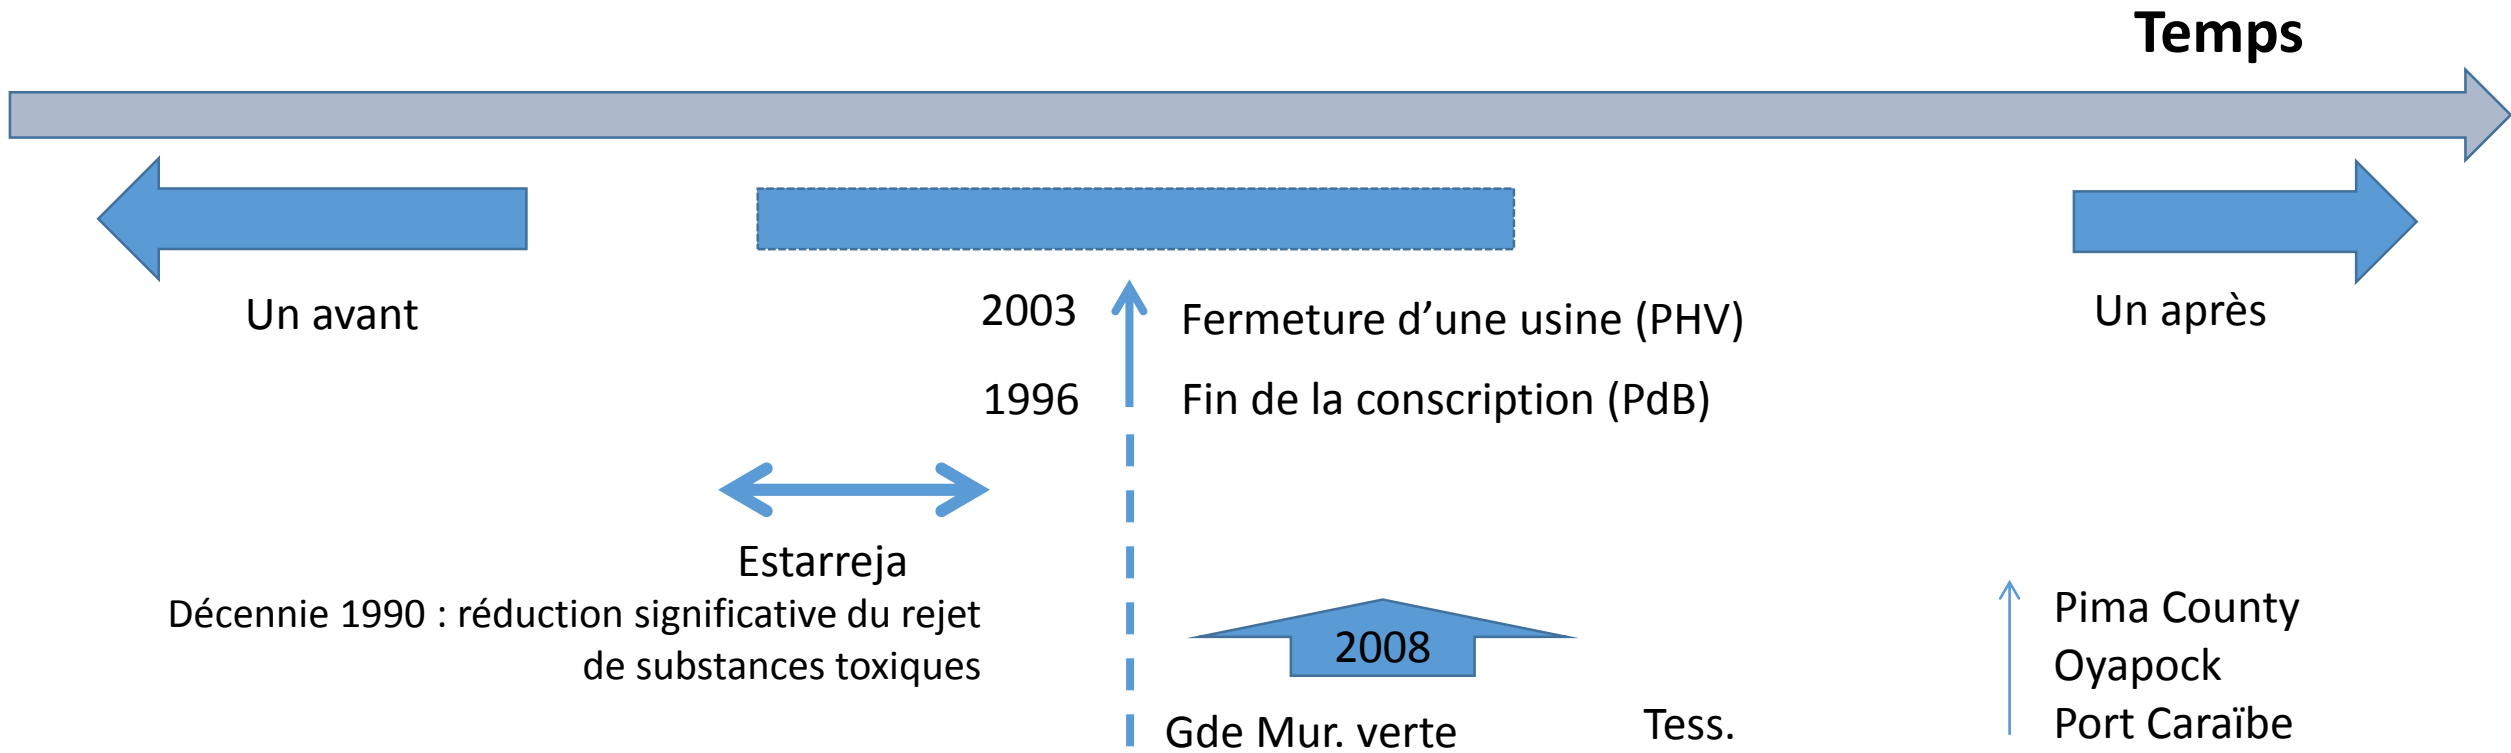 Temps
Un avant
2003
Fermeture d’une usine (PHV)
Un après
1996
Fin de la conscription (PdB)
Estarreja
Décennie 1990 : réduction significative du rejet
de substances toxiques
2008
Gde Mur. verte
Tess.
Pima County
Oyapock
Port Caraïbe